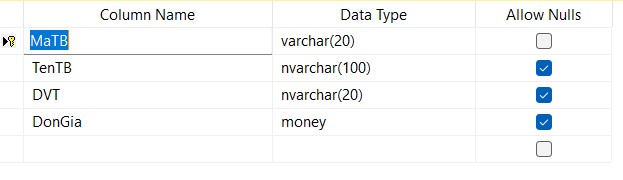 Column Name Data Type Allow Nulls
MaTB varchar(20)
TenTB nvarchar(100)
DVT nvarchar(20)
DonGia money